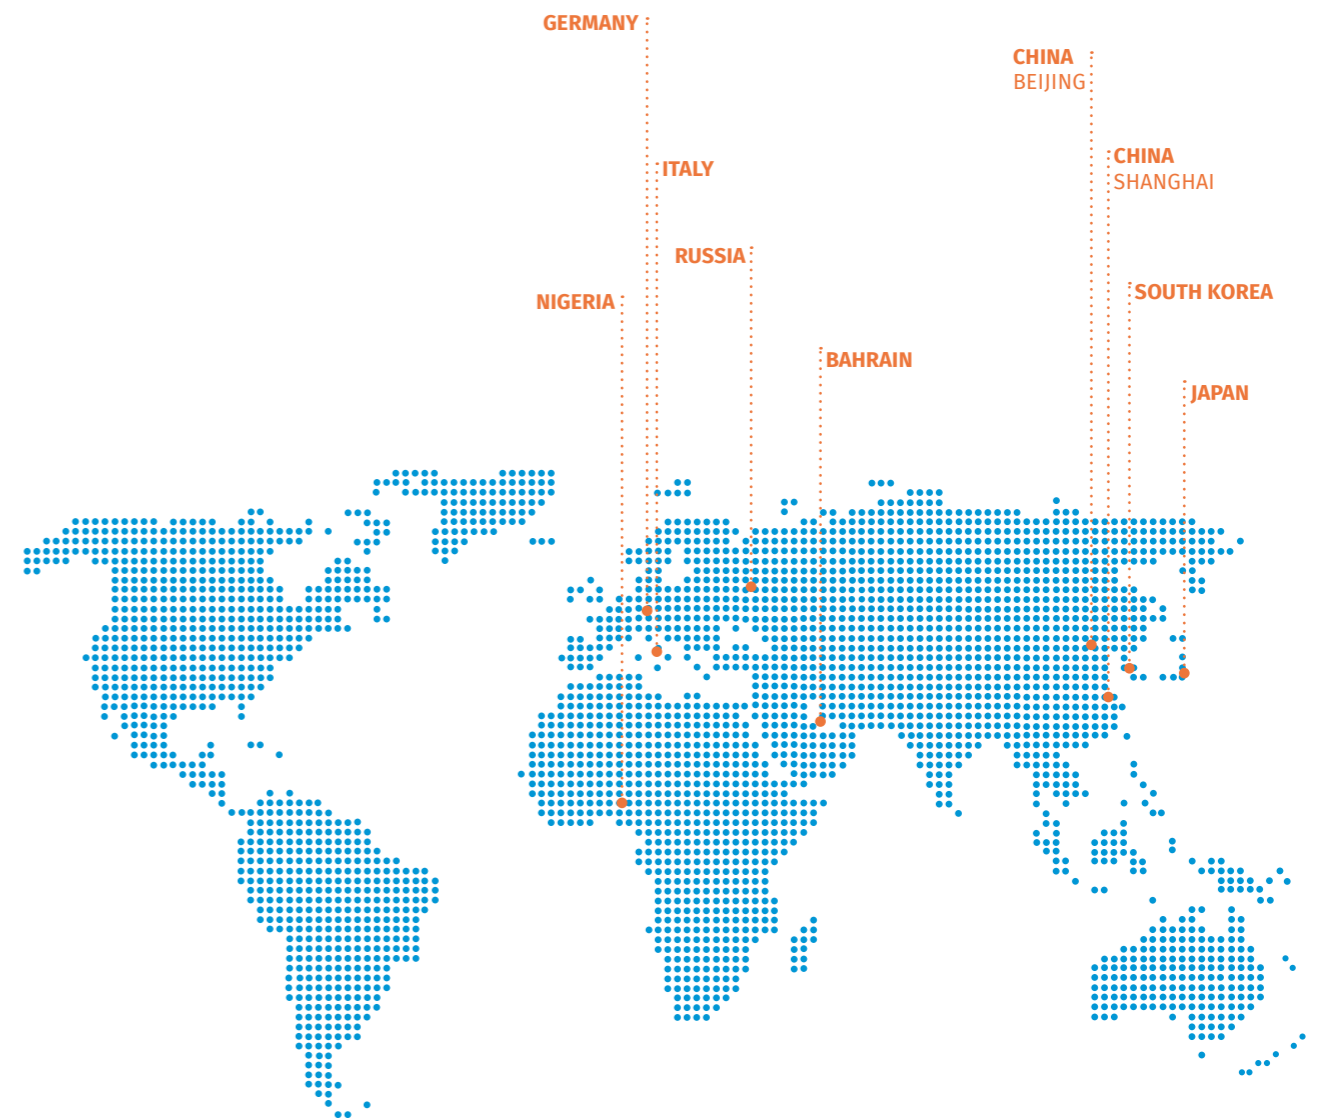 GERMANY
CHINA
BEIJING
CHINA
SHANGHAI
ITALY
RUSSIA
SOUTH KOREA
NIGERIA
BAHRAIN
JAPAN